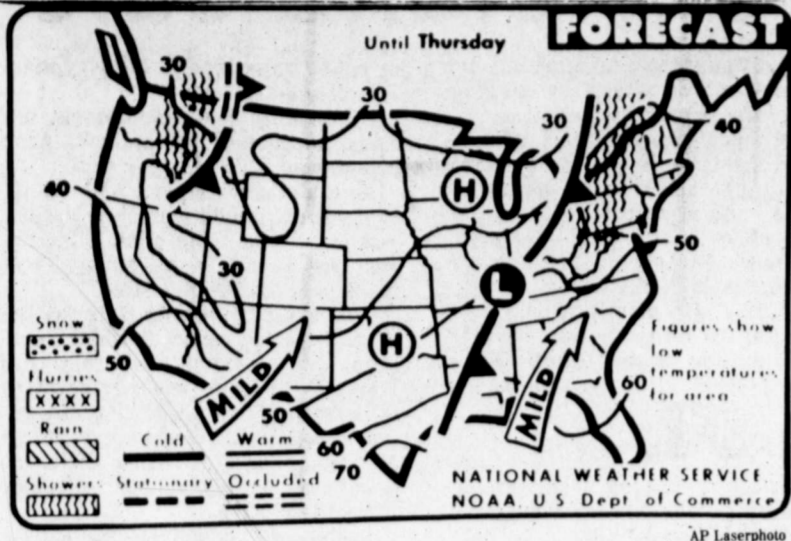 FORECAST
Until Thursday
30
30
30
40
40
H
50
30
L
Snow
50
H
Figures show
low
temperatures
for area
Flurries
MILD
MILD
60
50
Rain
Cold
Warm
60
70
Showers
Stationary
Occluded
NATIONAL WEATHER SERVICE,
NOAA, U S Dept of Commerce
AP Laserphoto